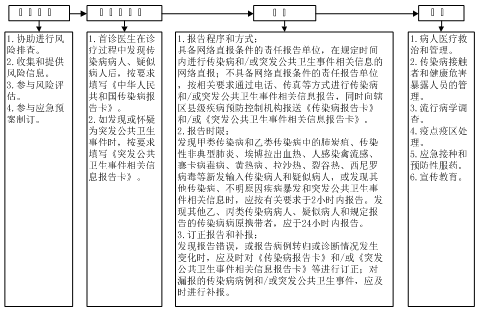 1.协助进行风
险排查。
2.收集和提供
风险信息。
3.参与风险评
估。
4.参与应急预
案制订。
1.首诊医生在诊
疗过程中发现传
染病病人、疑似
病人后，按要求
填写《中华人民
共和国传染病报
告卡》。
2.如发现或怀疑
为突发公共卫生
事件时，按要求
填写《突发公共
卫生事件相关信
息报告卡》。
1.报告程序和方式:
具备网络直报条件的责任报告单位，在规定时间
内进行传染病和/或突发公共卫生事件相关信息的
网络直报；不具备网络直报条件的责任报告单位
，按相关要求通过电话、传真等方式进行传染病
和/或突发公共卫生事件相关信息报告，同时向辖
区县级疾病预防控制机构报送《传染病报告卡》
和/或《突发公共卫生事件相关信息报告卡》。
2.报告时限:
发现甲类传染病和乙类传染病中的肺炭疽、传染
性非典型肺炎、埃博拉出血热、人感染禽流感、
寨卡病毒病、黄热病、拉沙热、裂谷热、西尼罗
病毒等新发输入传染病人和疑似病人，或发现其
他传染病、不明原因疾病暴发和突发公共卫生事
件相关信息时，应按有关要求于2小时内报告。发
现其他乙、丙类传染病病人、疑似病人和规定报
告的传染病病原携带者，应于24小时内报告。
3.订正报告和补报:
发现报告错误，或报告病例转归或诊断情况发生
变化时，应及时对《传染病报告卡》和/或《突发
公共卫生事件相关信息报告卡》等进行订正；对
漏报的传染病病例和/或突发公共卫生事件，应及
时进行补报。
1.病人医疗救
治和管理。
2.传染病接触
者和健康危害
暴露人员的管
理。
3.流行病学调
查。
4.疫点疫区处
理。
5.应急接种和
预防性服药。
6.宣传教育。